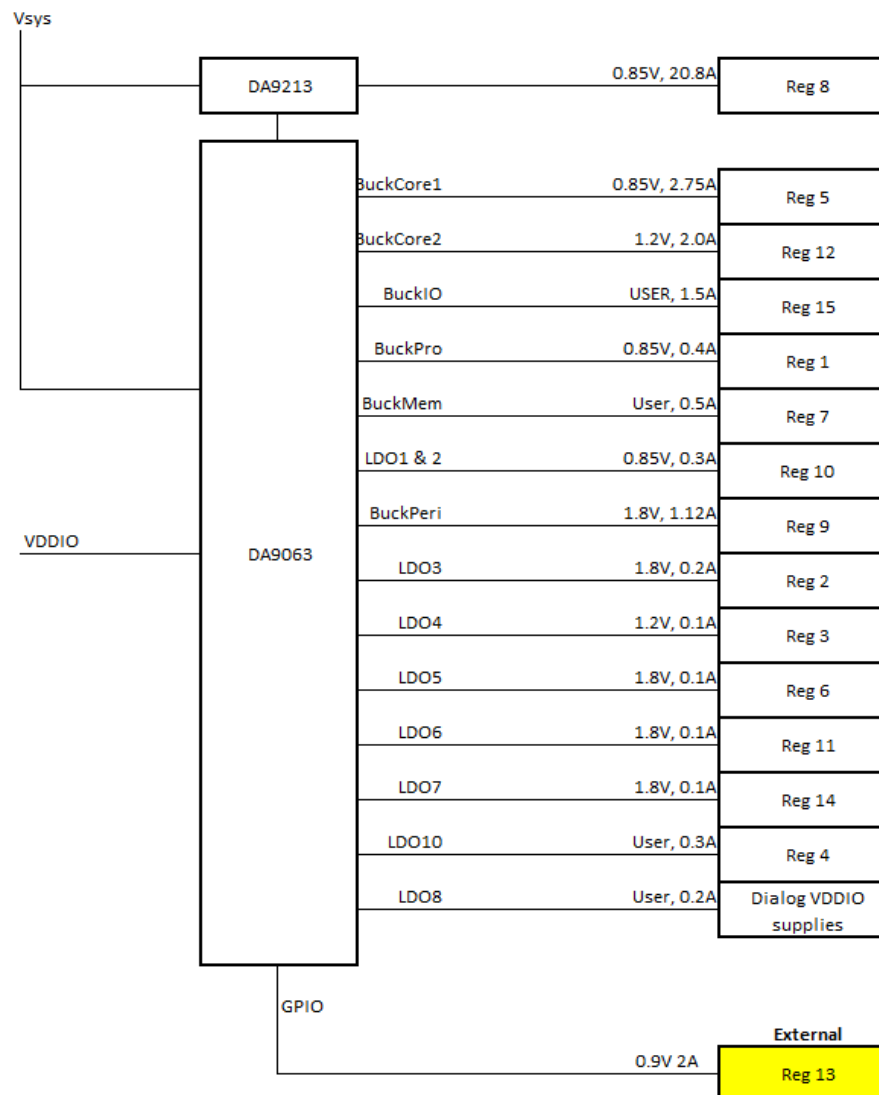 Vsys
DA9213
0.85V, 20.8A
Reg 8
BuckCore1
0.85V, 2.75A
Reg 5
BuckCore2
1.2V, 2.0A
Reg 12
BuckIO
USER, 1.5A
Reg 15
BuckPro
0.85V, 0.4A
Reg 1
BuckMem
User, 0.5A
Reg 7
LDO1 & 2
0.85V, 0.3A
Reg 10
BuckPeri
1.8V, 1.12A
Reg 9
VDDIO
DA9063
LDO3
1.8V, 0.2A
Reg 2
LDO4
1.2V, 0.1A
Reg 3
LDO5
1.8V, 0.1A
Reg 6
LDO6
1.8V, 0.1A
Reg 11
LDO7
1.8V, 0.1A
Reg 14
LDO10
User, 0.3A
Reg 4
LDO8
User, 0.2A
Dialog VDDIO
supplies
GPIO
External
0.9V 2A
Reg 13